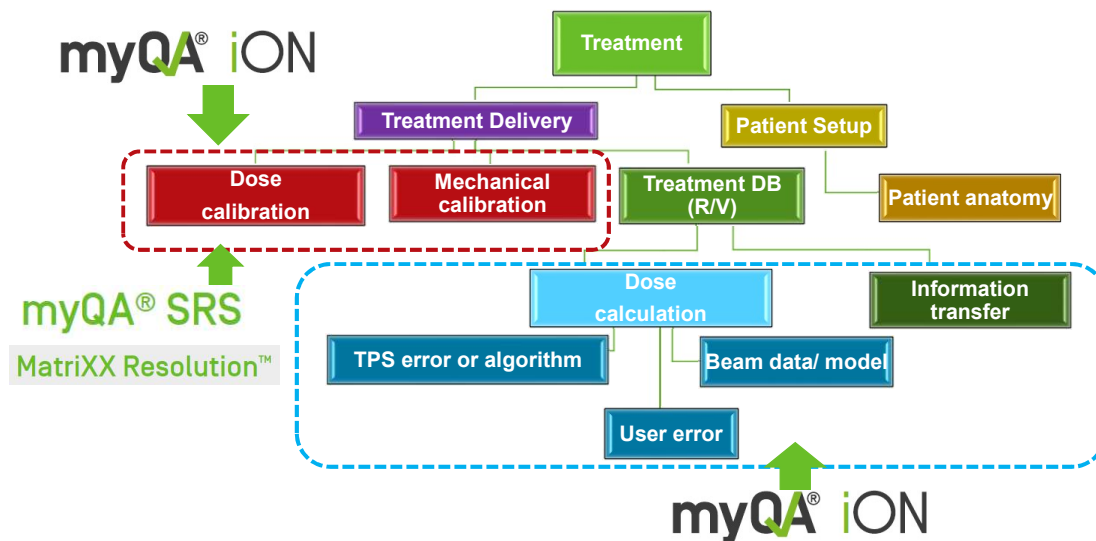 myQA® iON
Treatment
Treatment Delivery
Patient Setup
Dose
calibration
Mechanical
calibration
Treatment DB
(R/V)
Patient anatomy
myQA® SRS
MatriXX Resolution™
Dose
calculation
Information
transfer
TPS error or algorithm
Beam data/ model
User error
myQA® iON